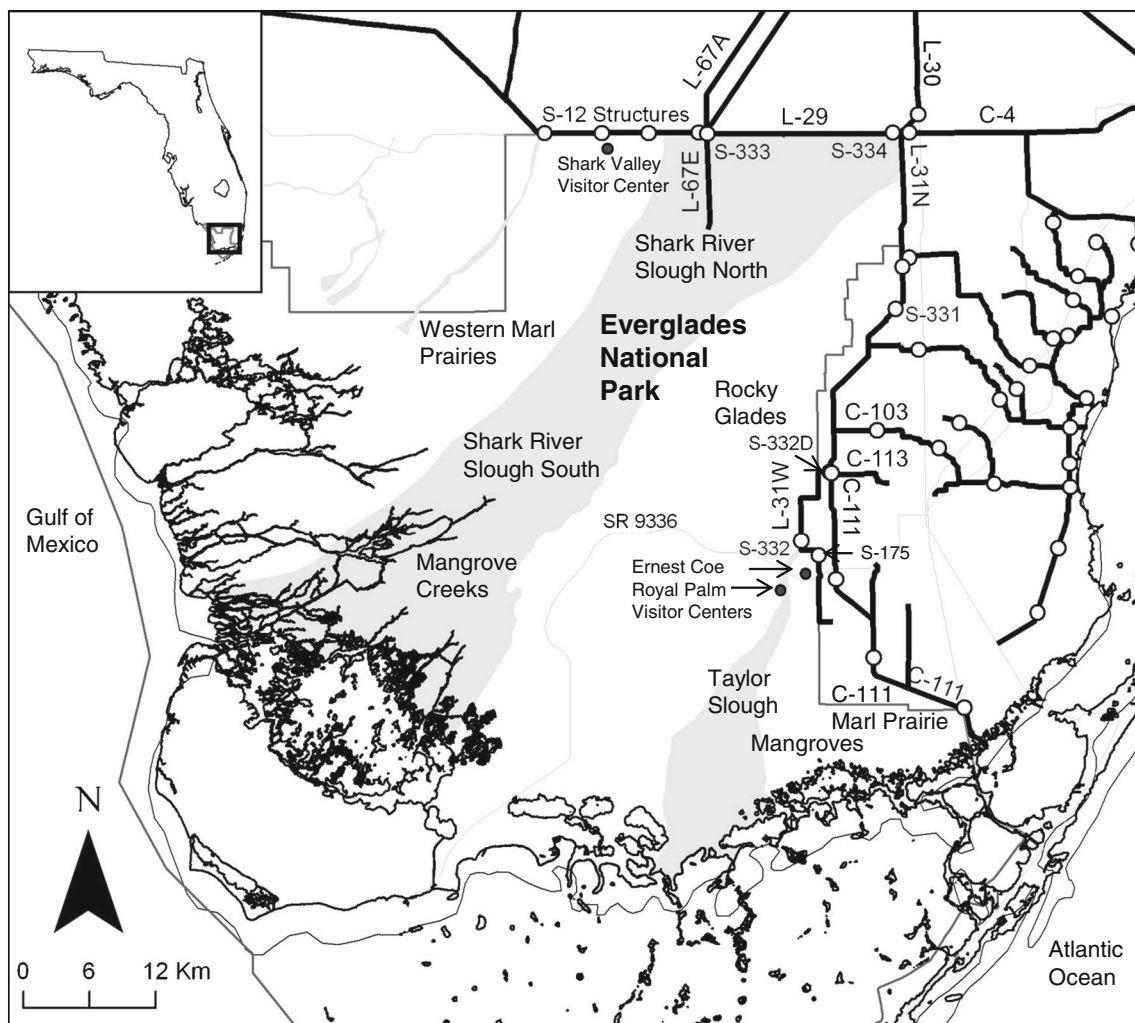 L-67A
L-30
S-12 Structures
L-29
C-4
Shark Valley
Visitor Center
L-67E
S-333
S-334
L-31N
Shark River
Slough North
S-331
Western Marl
Prairies
Everglades
National
Park
Rocky
Glades
C-103
S-332D
C-113
Shark River
Slough South
L-31W
C-111
Gulf of
Mexico
SR 9336
S-332
S-175
Mangrove
Creeks
Ernest Coe
Royal Palm
Visitor Centers
Taylor
Slough
C-111
C-111
Marl Prairie
Mangroves
N
0 6 12 Km
Atlantic
Ocean